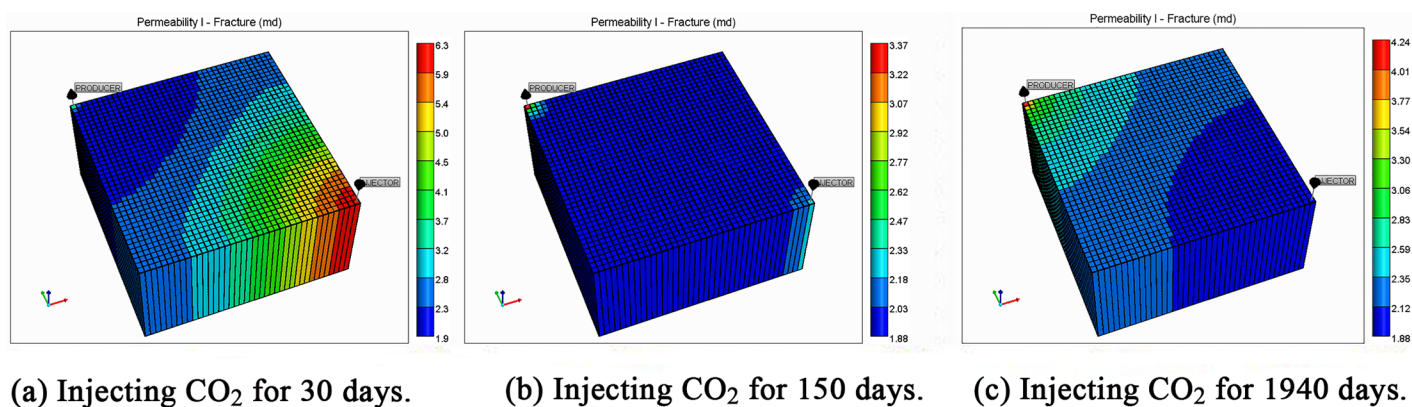 Permeability I - Fracture (md)
PRODUCER
INJECTOR
6.3
5.9
5.4
5.0
4.5
4.1
3.7
3.2
2.8
2.3
1.9
(a) Injecting CO₂ for 30 days.
Permeability I - Fracture (md)
PRODUCER
NJECTOR
3.37
3.22
3.07
2.92
2.77
2.62
2.47
2.33
2.18
2.03
1.88
(b) Injecting CO₂ for 150 days.
Permeability I - Fracture (md)
PRODUCER
NJECTOR
4.24
4.01
3.77
3.54
3.30
3.06
2.83
2.59
2.35
2.12
1.88
(c) Injecting CO₂ for 1940 days.